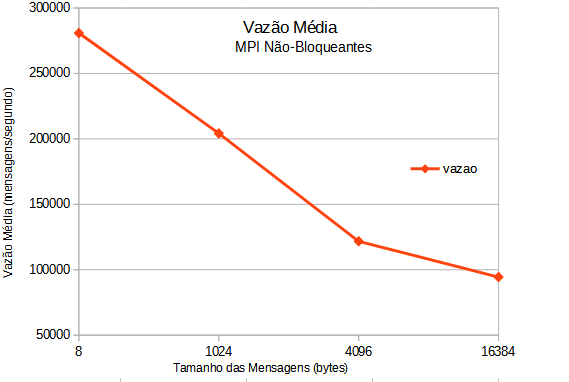 Vazão Média
MPI Não-Bloqueantes
300000
250000
200000
150000
100000
50000
Vazão Média (mensagens/segundo)
vazao
8 1024 4096 16384
Tamanho das Mensagens (bytes)